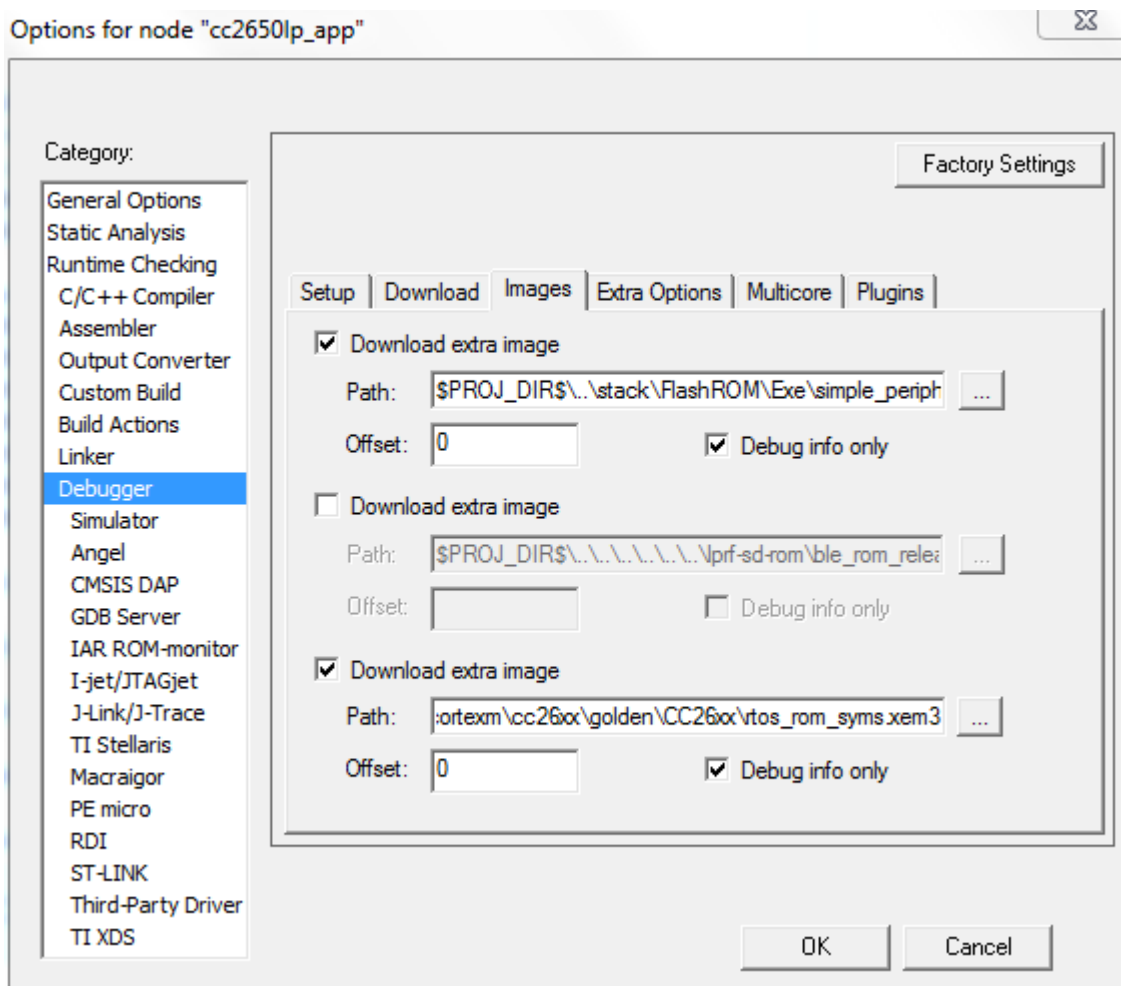 Options for node "cc2650lp_app"
Category:
General Options
Static Analysis
Runtime Checking
C/C++ Compiler
Assembler
Output Converter
Custom Build
Build Actions
Linker
Debugger
Simulator
Angel
CMSIS DAP
GDB Server
IAR ROM-monitor
I-jet/JTAGjet
J-Link/J-Trace
TI Stellaris
Macraigor
PE micro
RDI
ST-LINK
Third-Party Driver
TI XDS
Factory Settings
Setup Download Images Extra Options Multicore Plugins
Download extra image
Path: $PROJ_DIR$\..\stack\FlashROM\Exe\simple_periph ...
Offset: 0 Debug info only
Download extra image
Path: $PROJ_DIR$\..\..\..\..\..\..\lprf-sd-rom\ble_rom_relea ...
Offset: Debug info only
Download extra image
Path: cortexm\cc26xx\golden\CC26xx\rtos_rom_syms.xem3 ...
Offset: 0 Debug info only
OK Cancel